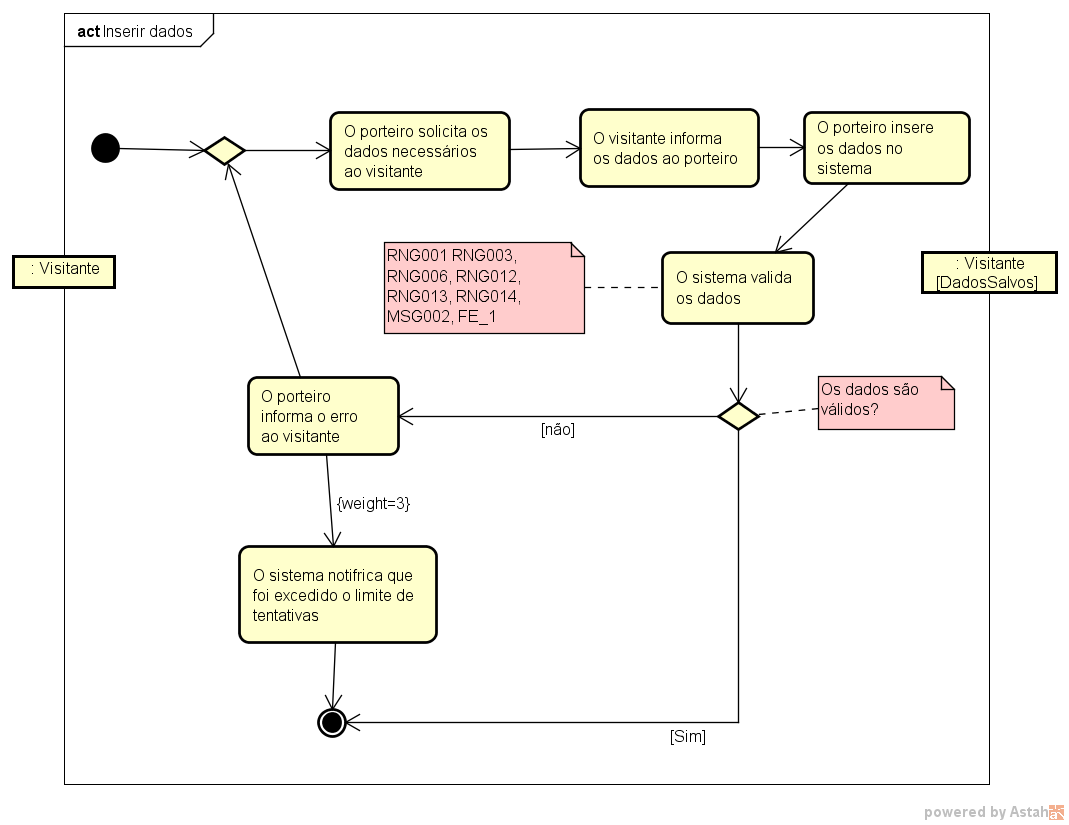 act Inserir dados
O porteiro solicita os
dados necessários
ao visitante
O visitante informa
os dados ao porteiro
O porteiro insere
os dados no
sistema
: Visitante
RNG001 RNG003,
RNG006, RNG012,
RNG013, RNG014,
MSG002, FE_1
O sistema valida
os dados
: Visitante
[DadosSalvos]
O porteiro
informa o erro
ao visitante
[não]
Os dados são
válidos?
{weight=3}
O sistema notifrica que
foi excedido o limite de
tentativas
[Sim]
powered by Astah